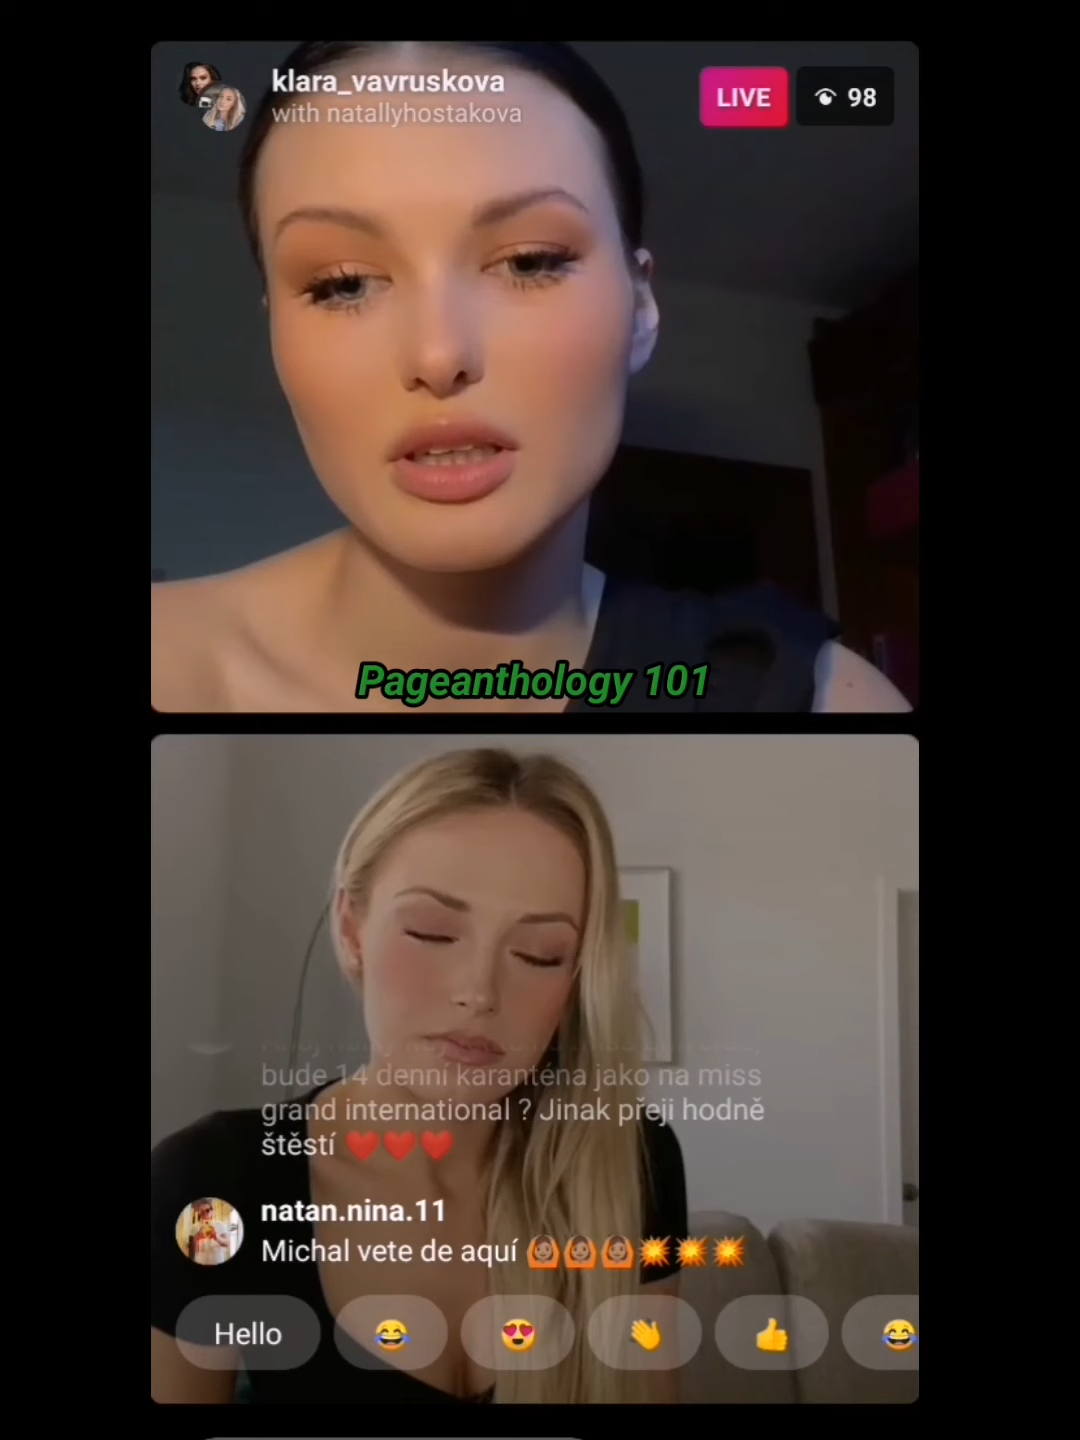 klara_vavruskova
with natallyhostakova
LIVE
98
Pageanthology 101
bude 14 denní karanténa jako na miss
grand international ? Jinak přeji hodně
štěstí ❤️❤️❤️
natan.nina.11
Michal vete de aquí 🙆🏽🙆🏽🙆🏽💥💥💥
Hello